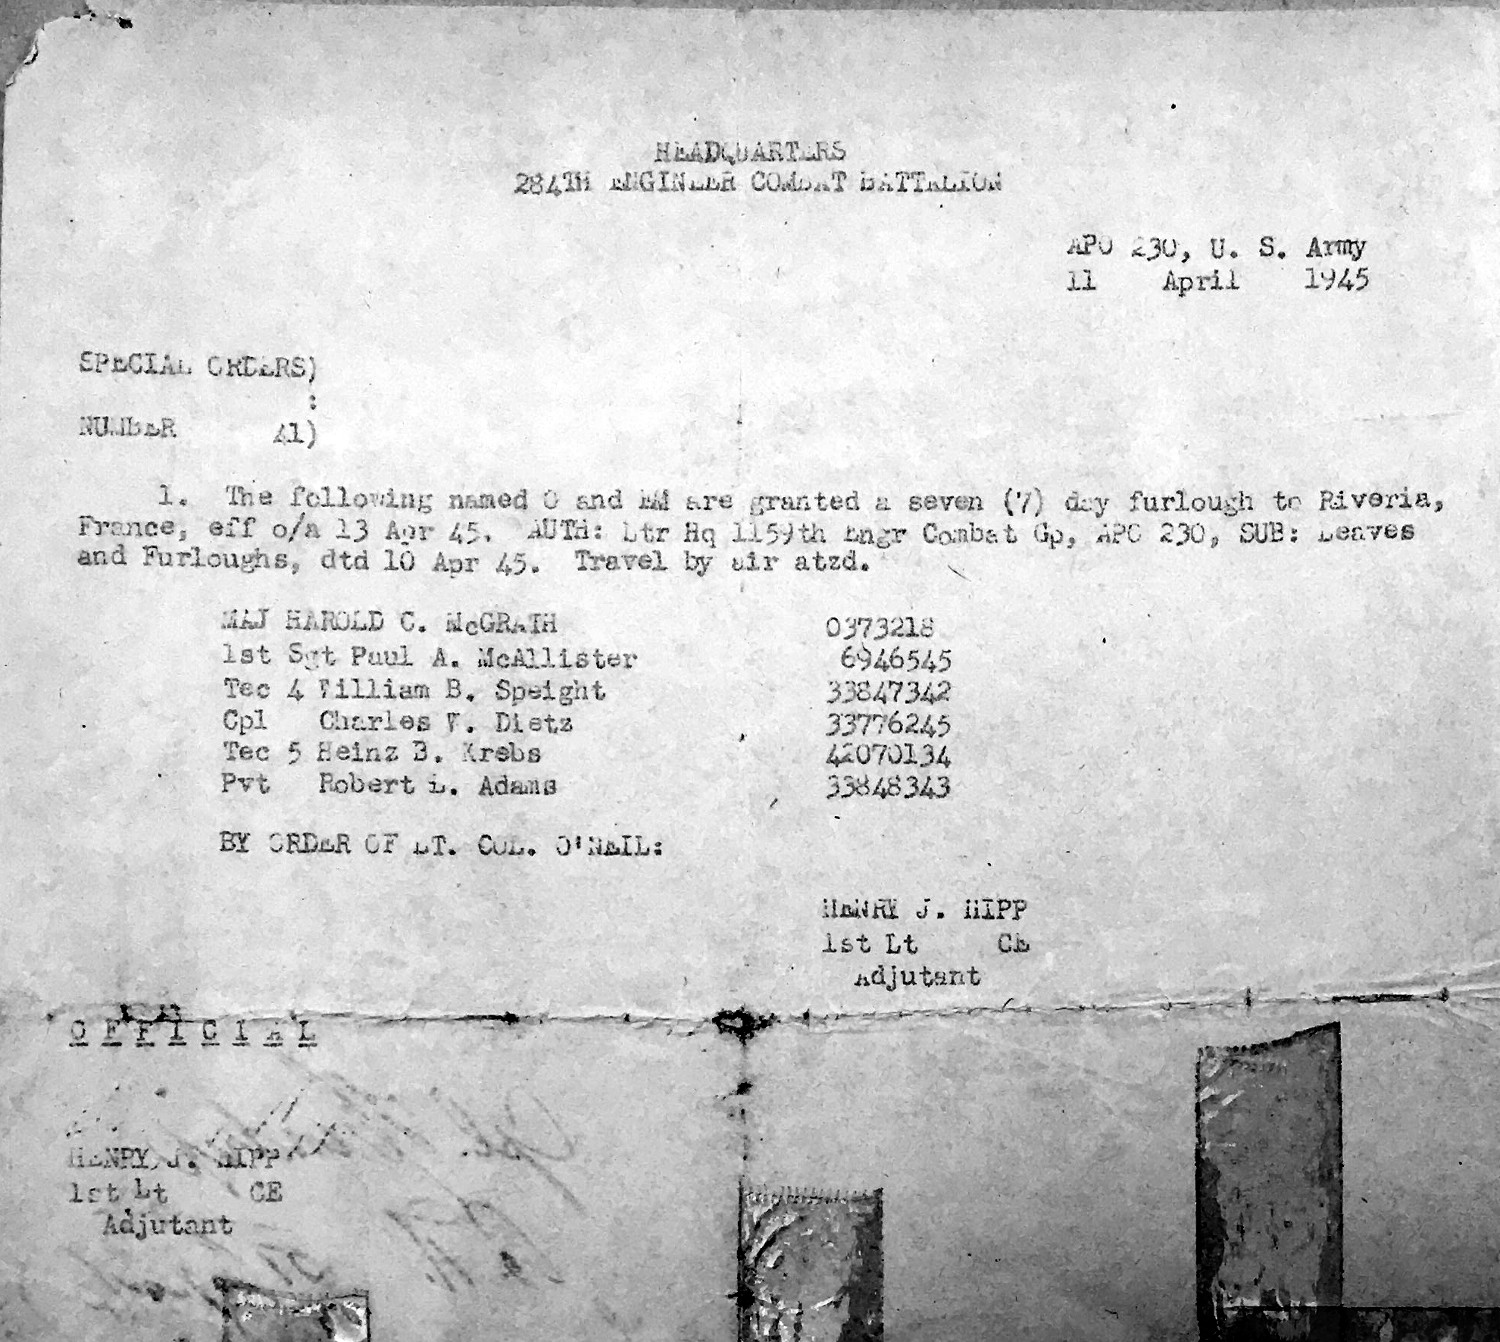 HEADQUARTERS
284TH ENGINEER COMBAT BATTALION
APO 230, U. S. Army
11 April 1945
SPECIAL ORDERS)
:
NUMBER 41)
1. The following named O and EM are granted a seven (7) day furlough to Riveria,
France, eff o/a 13 Apr 45. AUTH: Ltr Hq 1159th Engr Combat Gp, APO 230, SUB: Leaves
and Furloughs, dtd 10 Apr 45. Travel by air atzd.
MAJ HAROLD C. McGRATH 0373218
1st Sgt Paul A. McAllister 6946545
Tec 4 William B. Speight 33847342
Cpl Charles W. Dietz 33776245
Tec 5 Heinz B. Krebs 42070134
Pvt Robert L. Adams 33848343
BY ORDER OF LT. COL. O'NEIL:
HENRY J. HIPP
1st Lt CE
Adjutant
OFFICIAL
HENRY J. HIPP
1st Lt CE
Adjutant